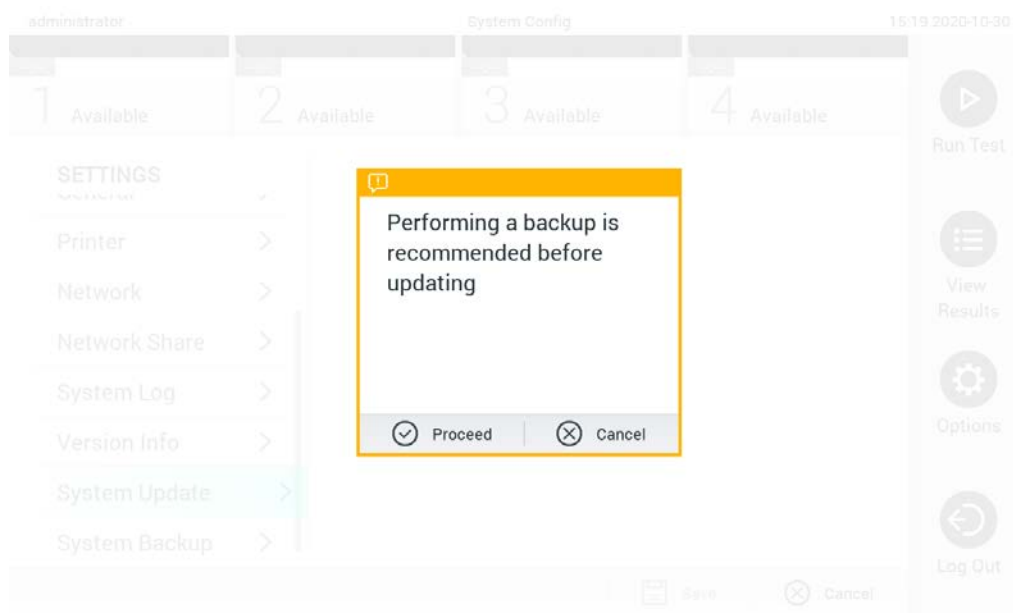 administrator
System Config
15:19 2020-10-30
1 Available
2 Available
3 Available
4 Available
Run Test
SETTINGS
General
Printer
Network
Network Share
System Log
Version Info
System Update
System Backup
Performing a backup is
recommended before
updating
Proceed
Cancel
View
Results
Options
Log Out
Save
Cancel